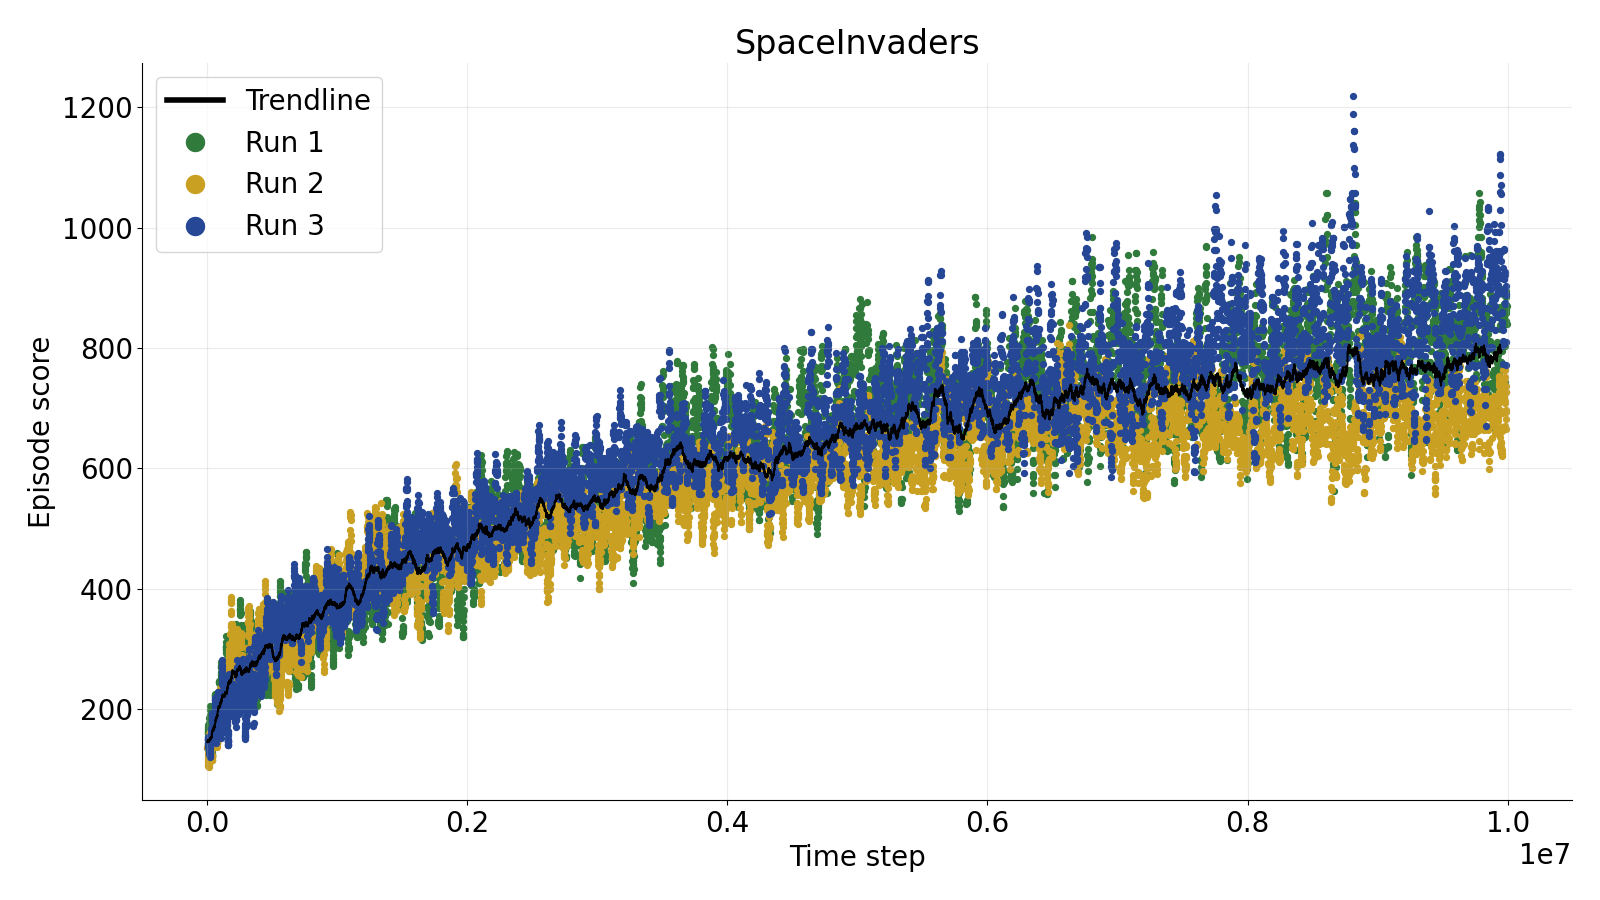 SpaceInvaders
Trendline
Run 1
Run 2
Run 3
Episode score
1200
1000
800
600
400
200
0.0 0.2 0.4 0.6 0.8 1.0
1e7
Time step